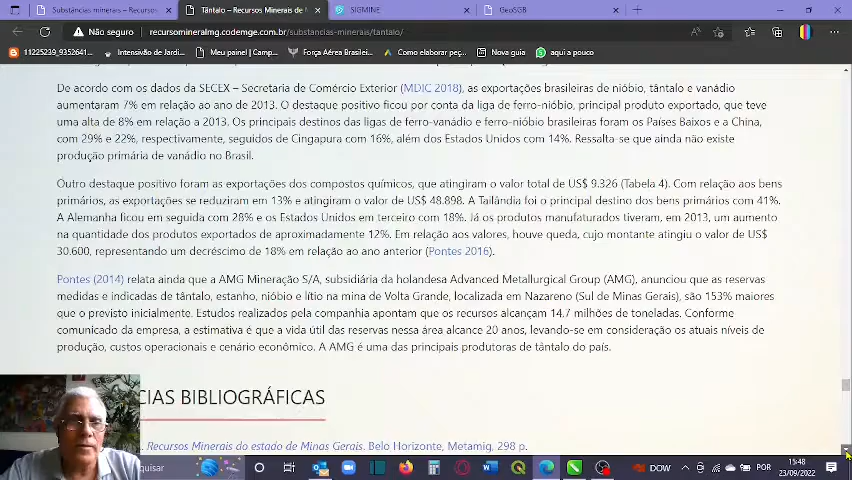 Substâncias minerais – Recursos
Tântalo – Recursos Minerais de M
SIGMINE
GeoSGB
Não seguro
recursomineralmg.codemge.com.br/substancias-minerais/tantalo/
11225239_9352641...
Intensivão de Jardi...
Meu painel | Camp...
Força Aérea Brasilei...
Como elaborar peç...
Nova guia
aqui a pouco
De acordo com os dados da SECEX – Secretaria de Comércio Exterior (MDIC 2018), as exportações brasileiras de nióbio, tântalo e vanádio
aumentaram 7% em relação ao ano de 2013. O destaque positivo ficou por conta da liga de ferro-nióbio, principal produto exportado, que teve
uma alta de 8% em relação a 2013. Os principais destinos das ligas de ferro-vanádio e ferro-nióbio brasileiras foram os Países Baixos e a China,
com 29% e 22%, respectivamente, seguidos de Cingapura com 16%, além dos Estados Unidos com 14%. Ressalta-se que ainda não existe
produção primária de vanádio no Brasil.
Outro destaque positivo foram as exportações dos compostos químicos, que atingiram o valor total de US$ 9.326 (Tabela 4). Com relação aos bens
primários, as exportações se reduziram em 13% e atingiram o valor de US$ 48.898. A Tailândia foi o principal destino dos bens primários com 41%.
A Alemanha ficou em seguida com 28% e os Estados Unidos em terceiro com 18%. Já os produtos manufaturados tiveram, em 2013, um aumento
na quantidade dos produtos exportados de aproximadamente 12%. Em relação aos valores, houve queda, cujo montante atingiu o valor de US$
30.600, representando um decréscimo de 18% em relação ao ano anterior (Pontes 2016).
Pontes (2014) relata ainda que a AMG Mineração S/A, subsidiária da holandesa Advanced Metallurgical Group (AMG), anunciou que as reservas
medidas e indicadas de tântalo, estanho, nióbio e lítio na mina de Volta Grande, localizada em Nazareno (Sul de Minas Gerais), são 153% maiores
que o previsto inicialmente. Estudos realizados pela companhia apontam que os recursos alcançam 14.7 milhões de toneladas. Conforme
comunicado da empresa, a estimativa é que a vida útil das reservas nessa área alcance 20 anos, levando-se em consideração os atuais níveis de
produção, custos operacionais e cenário econômico. A AMG é uma das principais produtoras de tântalo do país.
CIAS BIBLIOGRÁFICAS
. Recursos Minerais do estado de Minas Gerais. Belo Horizonte, Metamig, 298 p.
quisar
DOW
POR
15:48
23/09/2022